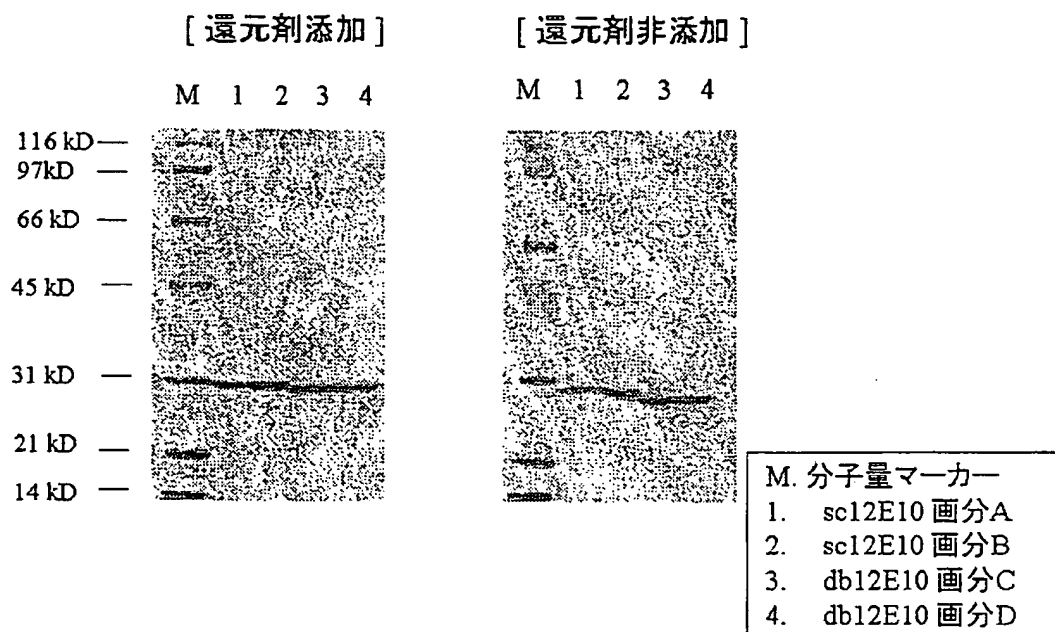 [ 還元剤添加 ]
[ 還元剤非添加 ]
M 1 2 3 4
M 1 2 3 4
116 kD
97kD
66 kD
45 kD
31 kD
21 kD
14 kD
M. 分子量マーカー
1. sc12E10 画分A
2. sc12E10 画分B
3. db12E10 画分C
4. db12E10 画分D